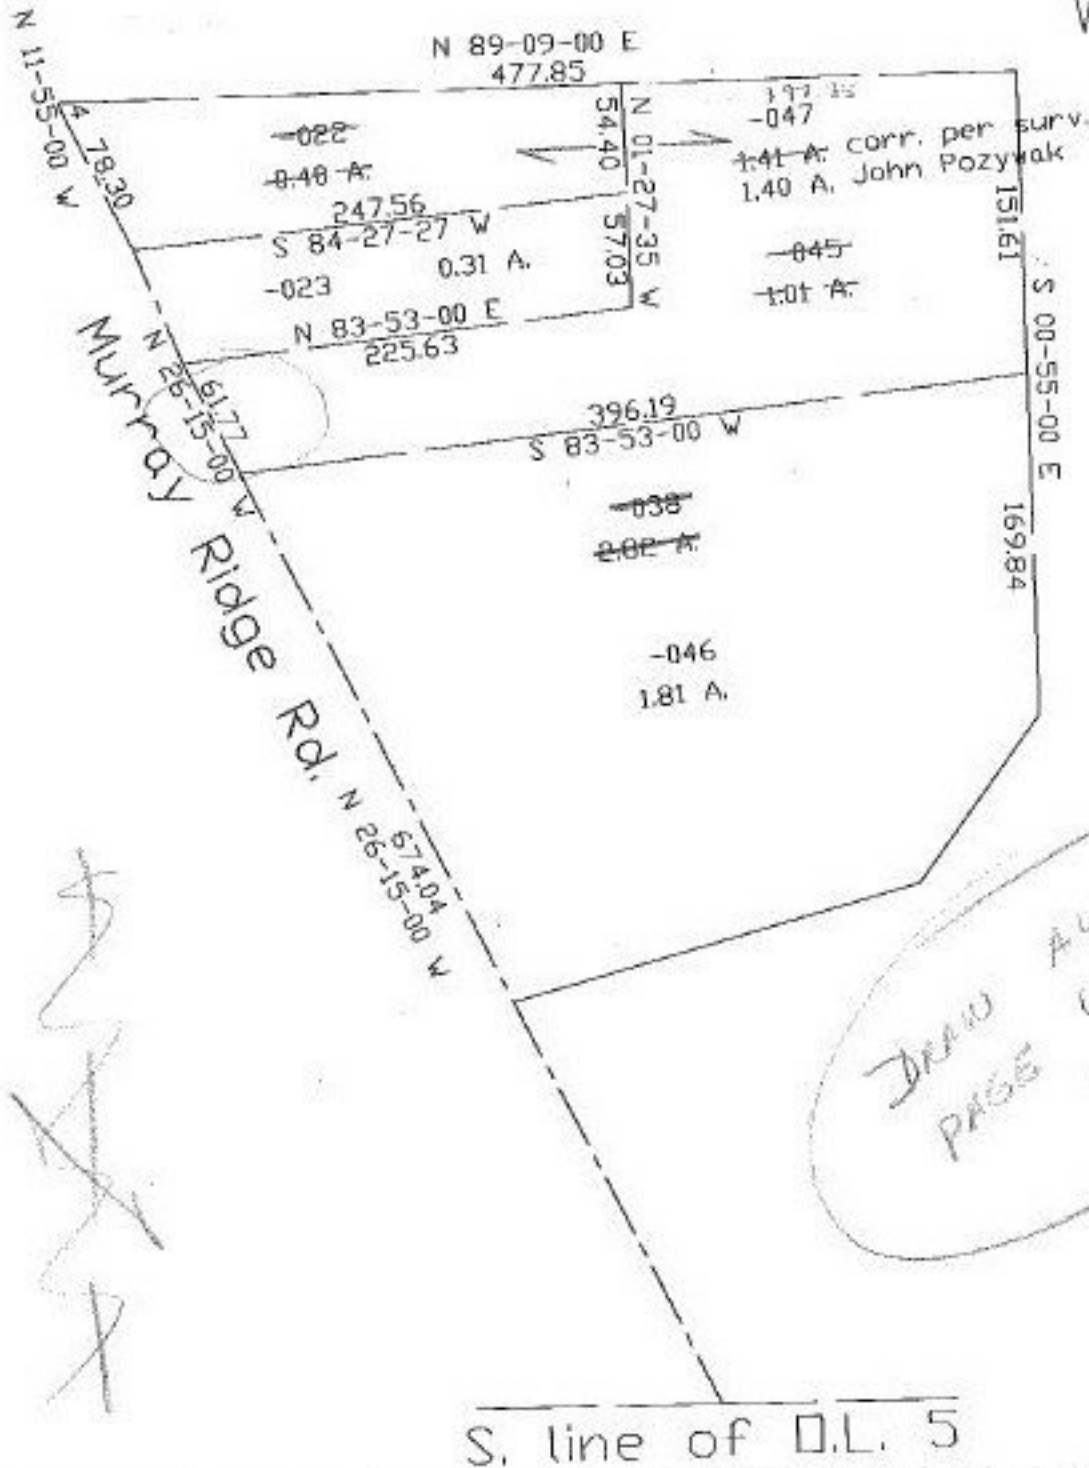 N 89-09-00 E
477.85
N 11-55-00 W
4
78.30
-022
0.40 A.
54.40
N 01-27-35 W
57.03
-047
1.41 A. corr. per surv.
1.40 A. John Pozywak
151.61
247.56
S 84-27-27 W
0.31 A.
-023
-045
1.01 A.
S 00-55-00 E
N 83-53-00 E
225.63
61.77
N 26-15-00 W
396.19
S 83-53-00 W
Murray Ridge Rd.
-038
2.82 A.
169.84
-046
1.81 A.
674.04
N 26-15-00 W
DRAW
PAGE
S. line of O.L. 5